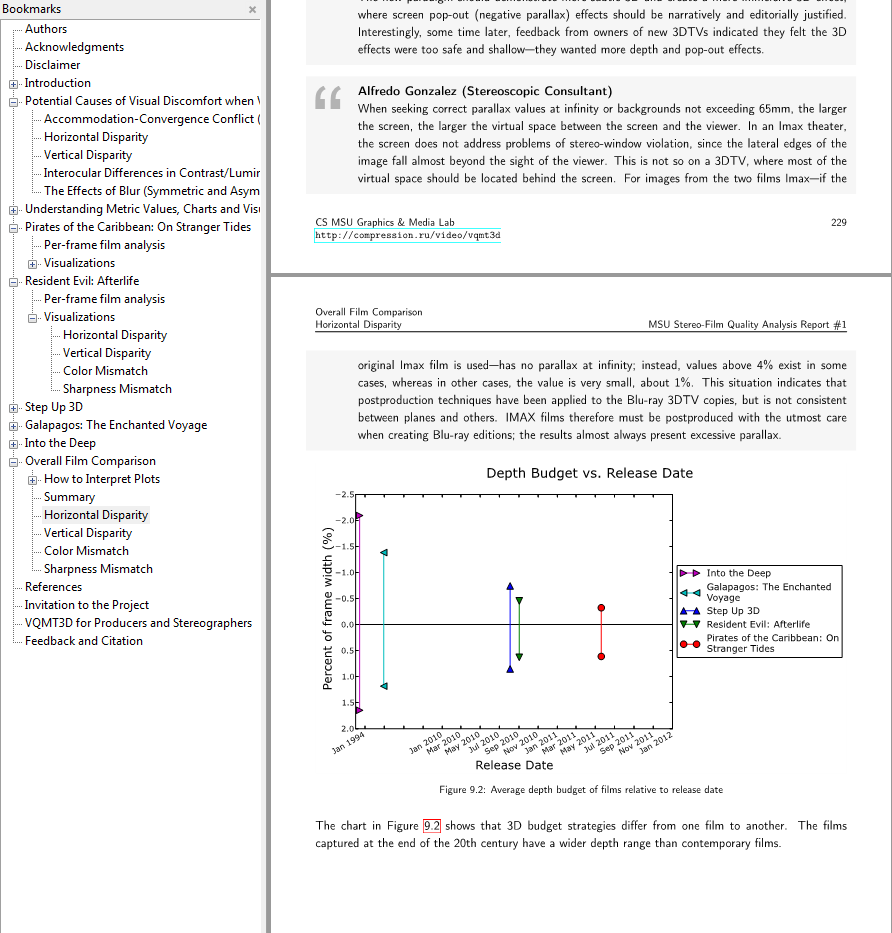 Bookmarks
Authors
Acknowledgments
Disclaimer
Introduction
Potential Causes of Visual Discomfort when
Accommodation-Convergence Conflict (
Horizontal Disparity
Vertical Disparity
Interocular Differences in Contrast/Lumir
The Effects of Blur (Symmetric and Asym
Understanding Metric Values, Charts and Visu
Pirates of the Caribbean: On Stranger Tides
Per-frame film analysis
Visualizations
Resident Evil: Afterlife
Per-frame film analysis
Visualizations
Horizontal Disparity
Vertical Disparity
Color Mismatch
Sharpness Mismatch
Step Up 3D
Galapagos: The Enchanted Voyage
Into the Deep
Overall Film Comparison
How to Interpret Plots
Summary
Horizontal Disparity
Vertical Disparity
Color Mismatch
Sharpness Mismatch
References
Invitation to the Project
VQMT3D for Producers and Stereographers
Feedback and Citation
where screen pop-out (negative parallax) effects should be narratively and editorially justified.
Interestingly, some time later, feedback from owners of new 3DTVs indicated they felt the 3D
effects were too safe and shallow—they wanted more depth and pop-out effects.
“ Alfredo Gonzalez (Stereoscopic Consultant)
When seeking correct parallax values at infinity or backgrounds not exceeding 65mm, the larger
the screen, the larger the virtual space between the screen and the viewer. In an Imax theater,
the screen does not address problems of stereo-window violation, since the lateral edges of the
image fall almost beyond the sight of the viewer. This is not so on a 3DTV, where most of the
virtual space should be located behind the screen. For images from the two films Imax—if the
CS MSU Graphics & Media Lab
http://compression.ru/video/vqmt3d
229
Overall Film Comparison
Horizontal Disparity
MSU Stereo-Film Quality Analysis Report #1
original Imax film is used—has no parallax at infinity; instead, values above 4% exist in some
cases, whereas in other cases, the value is very small, about 1%. This situation indicates that
postproduction techniques have been applied to the Blu-ray 3DTV copies, but is not consistent
between planes and others. IMAX films therefore must be postproduced with the utmost care
when creating Blu-ray editions; the results almost always present excessive parallax.
Depth Budget vs. Release Date
Percent of frame width (%)
−2.5
−2.0
−1.5
−1.0
−0.5
0.0
0.5
1.0
1.5
2.0
Jan 1994
Jan 2010
Mar 2010
May 2010
Jul 2010
Sep 2010
Nov 2010
Jan 2011
Mar 2011
May 2011
Jul 2011
Sep 2011
Nov 2011
Jan 2012
Release Date
Into the Deep
Galapagos: The Enchanted
Voyage
Step Up 3D
Resident Evil: Afterlife
Pirates of the Caribbean: On
Stranger Tides
Figure 9.2: Average depth budget of films relative to release date
The chart in Figure 9.2 shows that 3D budget strategies differ from one film to another. The films
captured at the end of the 20th century have a wider depth range than contemporary films.